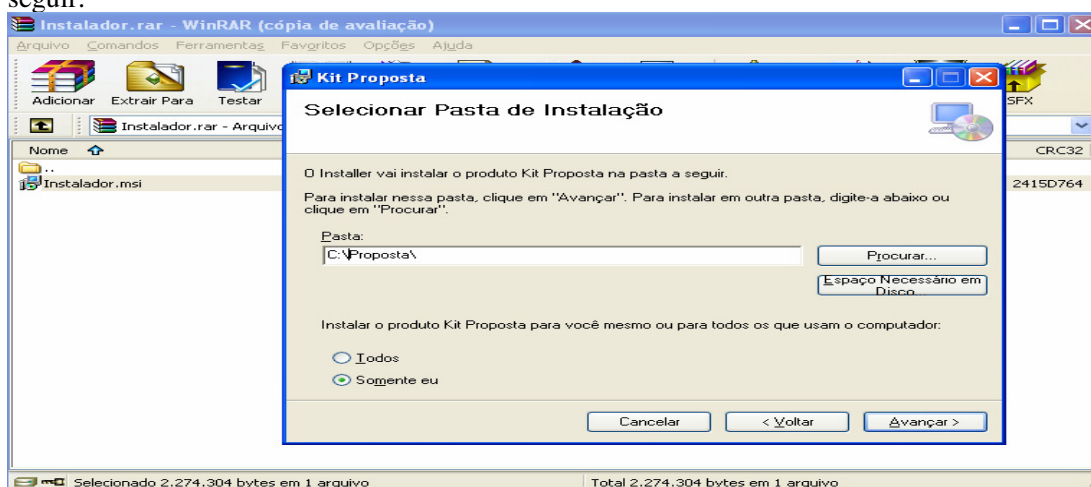 seguir:
Instalador.rar - WinRAR (cópia de avaliação)
Arquivo Comandos Ferramentas Favoritos Opções Ajuda
Adicionar Extrair Para Testar SFX
Instalador.rar - Arquivo
Nome CRC32
..
Instalador.msi 2415D764
Kit Proposta
Selecionar Pasta de Instalação
O Installer vai instalar o produto Kit Proposta na pasta a seguir.
Para instalar nessa pasta, clique em "Avançar". Para instalar em outra pasta, digite-a abaixo ou
clique em "Procurar".
Pasta:
C:\Proposta\
Procurar...
Espaço Necessário em
Disco...
Instalar o produto Kit Proposta para você mesmo ou para todos os que usam o computador:
Todos
Somente eu
Cancelar < Voltar Avançar >
Selecionado 2.274.304 bytes em 1 arquivo Total 2.274.304 bytes em 1 arquivo